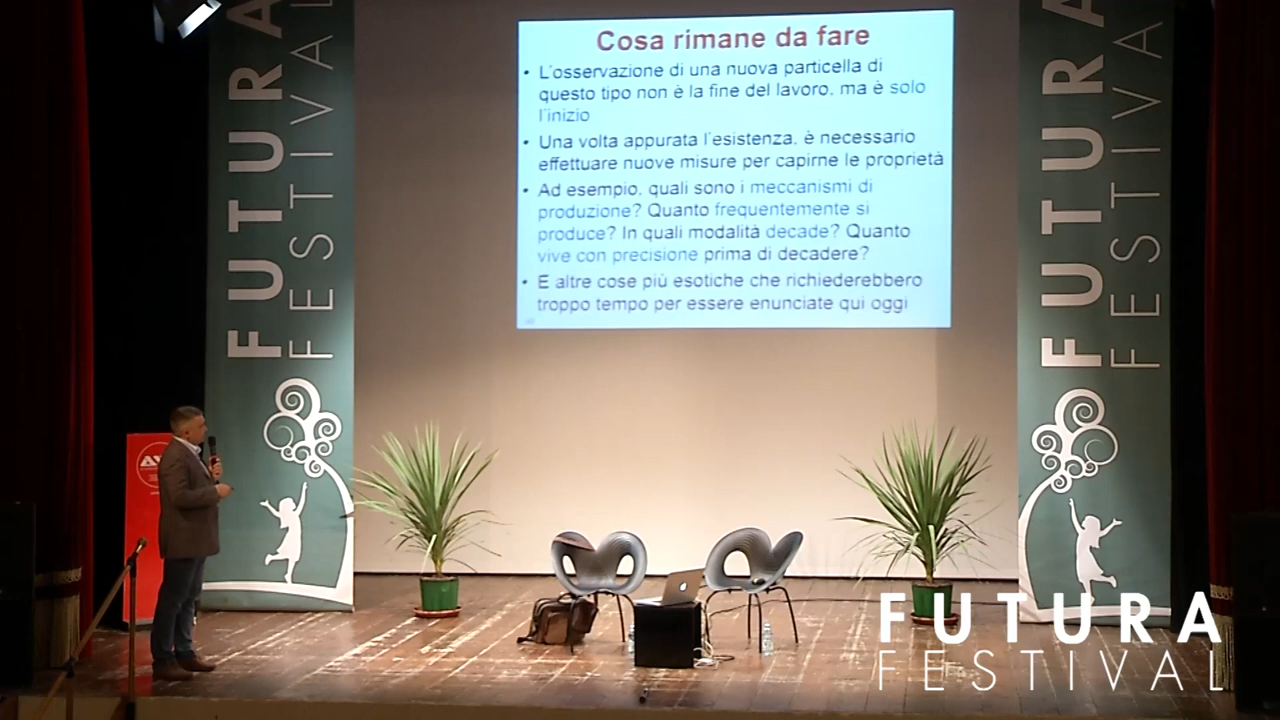 FUTURA
FESTIVAL
Cosa rimane da fare
• L'osservazione di una nuova particella di
questo tipo non è la fine del lavoro, ma è solo
l'inizio
• Una volta appurata l'esistenza, è necessario
effettuare nuove misure per capirne le proprietà
• Ad esempio, quali sono i meccanismi di
produzione? Quanto frequentemente si
produce? In quali modalità decade? Quanto
vive con precisione prima di decadere?
• E altre cose più esotiche che richiederebbero
troppo tempo per essere enunciate qui oggi
FUTURA
FESTIVAL
FUTURA
FESTIVAL